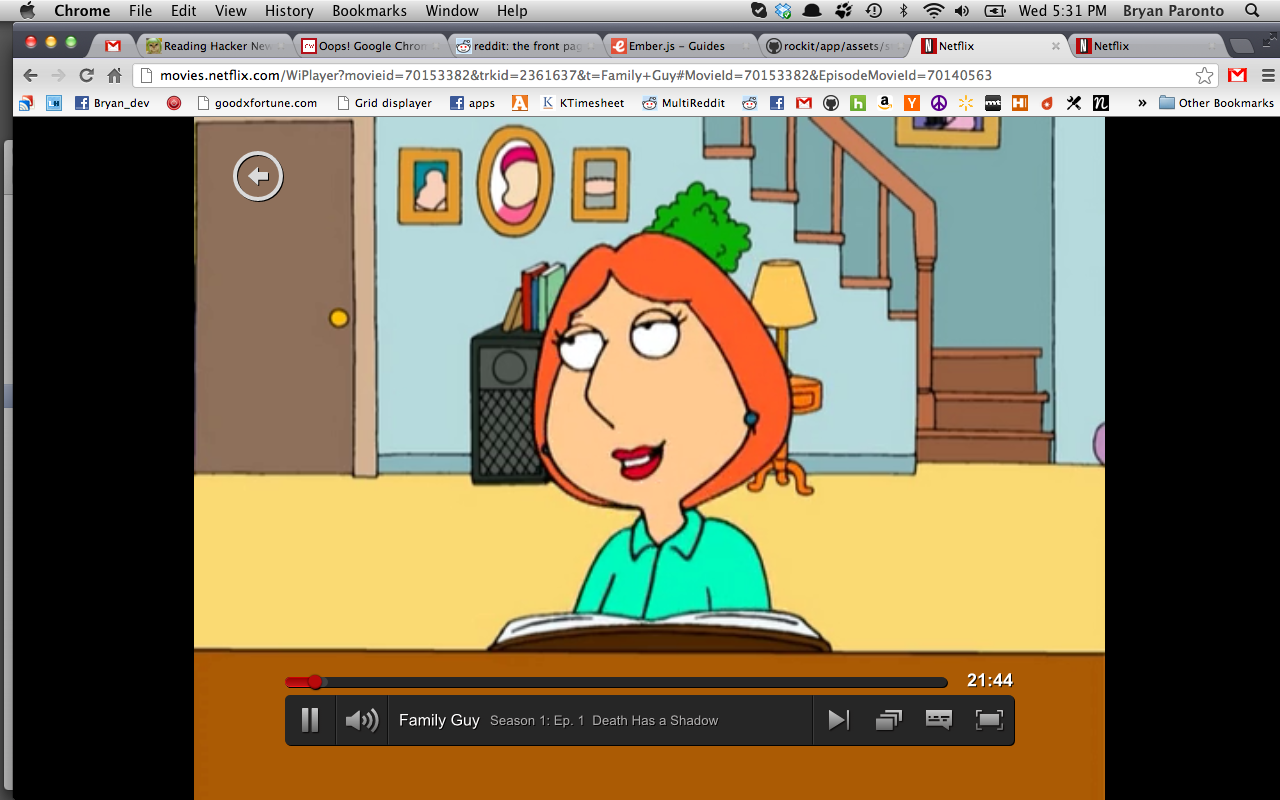 Chrome File Edit View History Bookmarks Window Help Wed 5:31 PM Bryan Paronto
Reading Hacker New Oops! Google Chrom reddit: the front pag Ember.js – Guides rockit/app/assets/s Netflix Netflix
movies.netflix.com/WiPlayer?movieid=70153382&trkid=2361637&t=Family+Guy#MovieId=70153382&EpisodeMovieId=70140563
Bryan_dev goodxfortune.com Grid displayer apps KTimesheet MultiReddit » Other Bookmarks
21:44
Family Guy Season 1: Ep. 1 Death Has a Shadow